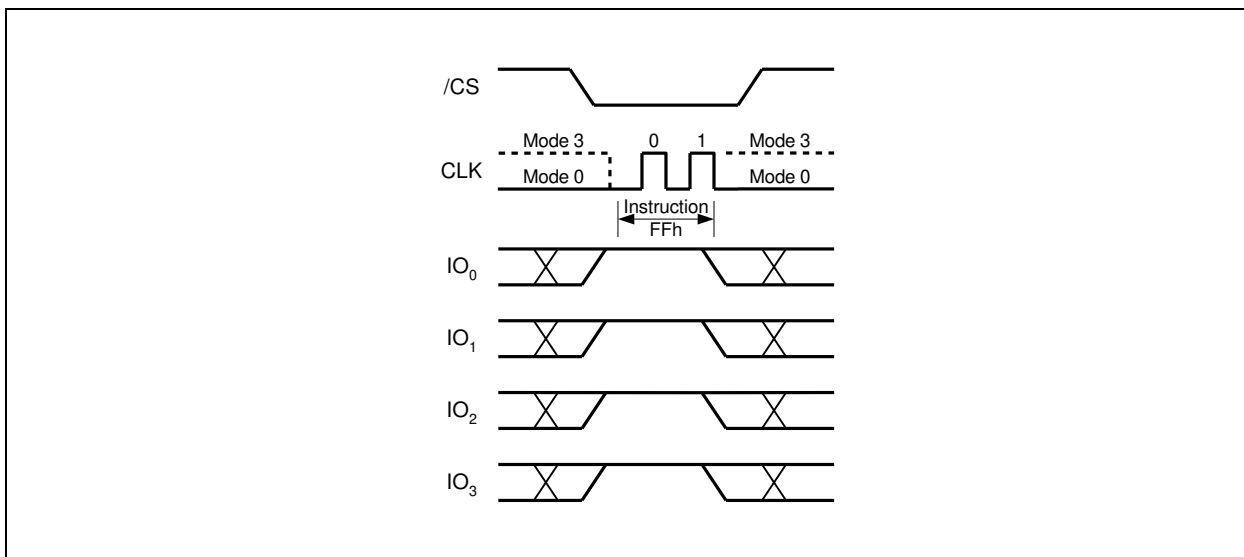 /CS
Mode 3 0 1 Mode 3
CLK Mode 0 Mode 0
Instruction
FFh
IO0
IO1
IO2
IO3